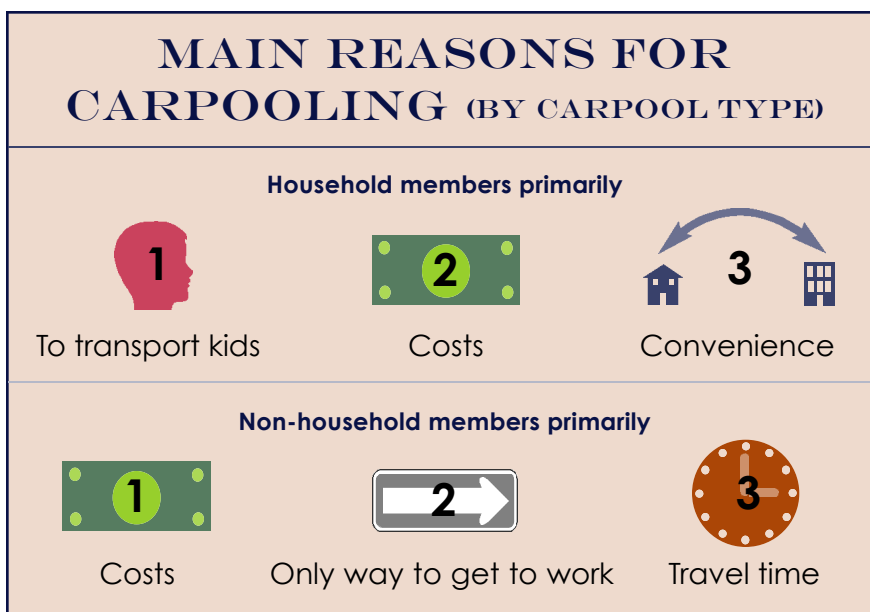 MAIN REASONS FOR
CARPOOLING (BY CARPOOL TYPE)
Household members primarily
1 2 3
To transport kids Costs Convenience
Non-household members primarily
1 2 3
Costs Only way to get to work Travel time